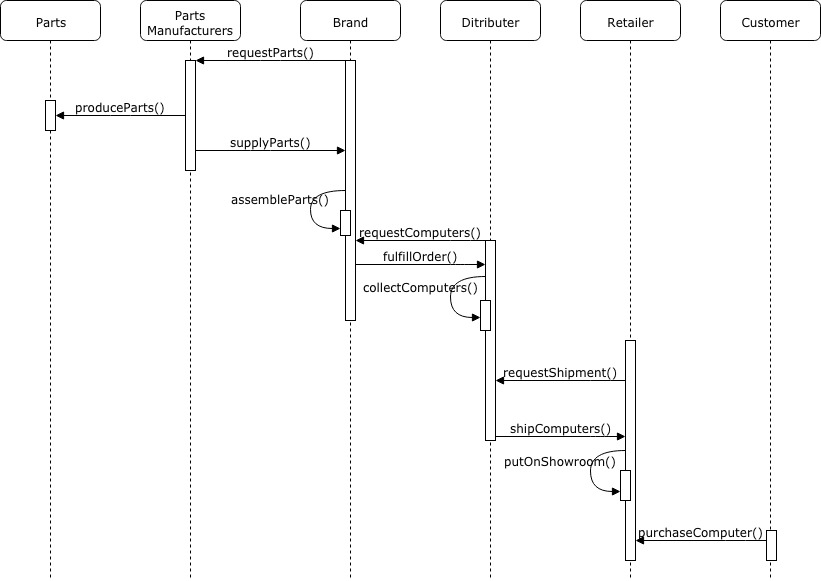 Parts
Parts
Manufacturers
Brand
Ditributer
Retailer
Customer
requestParts()
produceParts()
supplyParts()
assembleParts()
requestComputers()
fulfillOrder()
collectComputers()
requestShipment()
shipComputers()
putOnShowroom()
purchaseComputer()